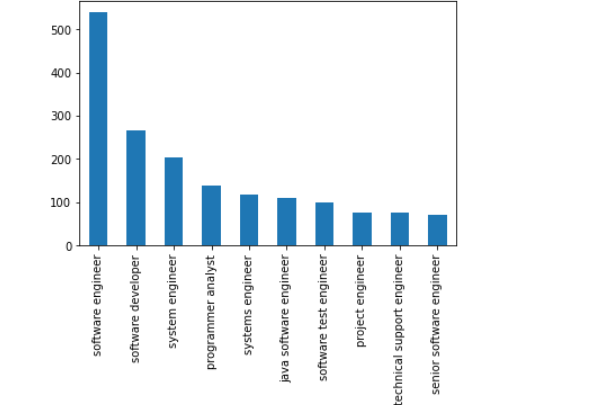 500
400
300
200
100
0
software engineer
software developer
system engineer
programmer analyst
systems engineer
java software engineer
software test engineer
project engineer
technical support engineer
senior software engineer